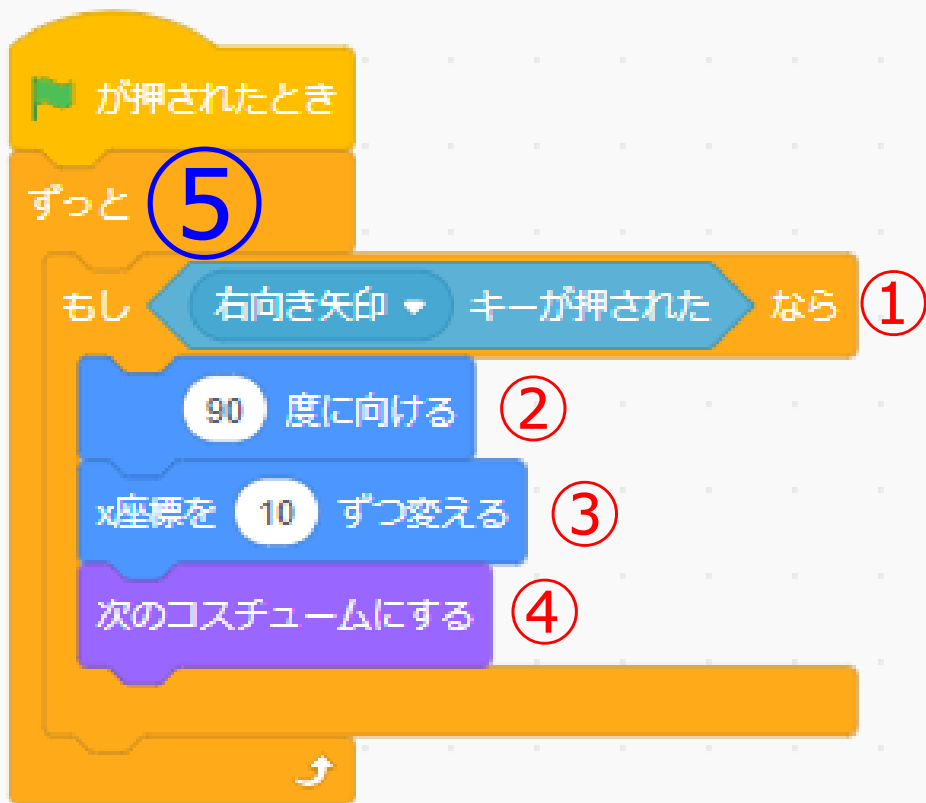 が押されたとき
ずっと ⑤
もし 右向き矢印 キーが押された なら ①
90 度に向ける ②
x座標を 10 ずつ変える ③
次のコスチュームにする ④